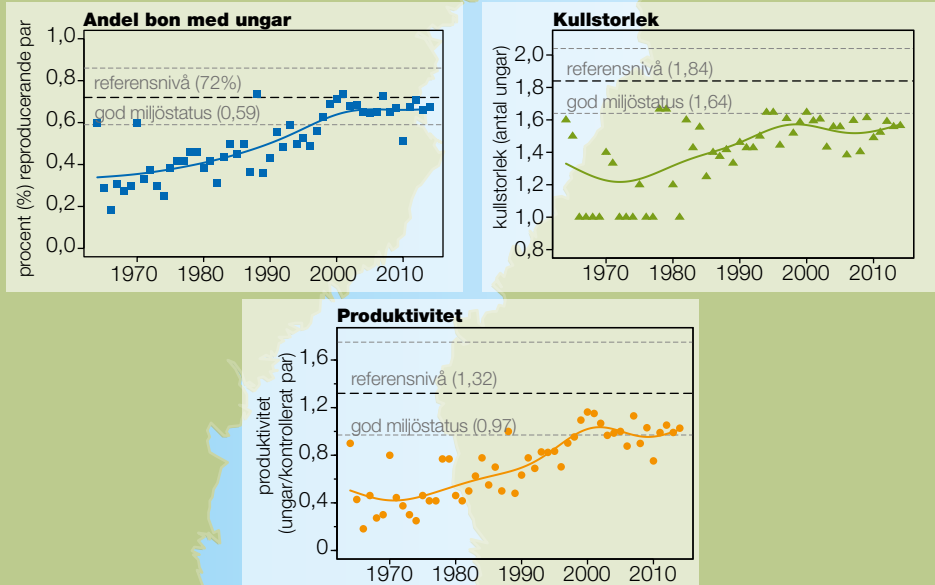 Andel bon med ungar
procent (%) reproducerande par
1,0
0,8
0,6
0,4
0,2
0,0
referensnivå (72%)
god miljöstatus (0,59)
1970 1980 1990 2000 2010
Kullstorlek
kullstorlek (antal ungar)
2,0
1,8
1,6
1,4
1,2
1,0
0,8
referensnivå (1,84)
god miljöstatus (1,64)
1970 1980 1990 2000 2010
Produktivitet
produktivitet
(ungar/kontrollerat par)
1,6
1,2
0,8
0,4
0
referensnivå (1,32)
god miljöstatus (0,97)
1970 1980 1990 2000 2010